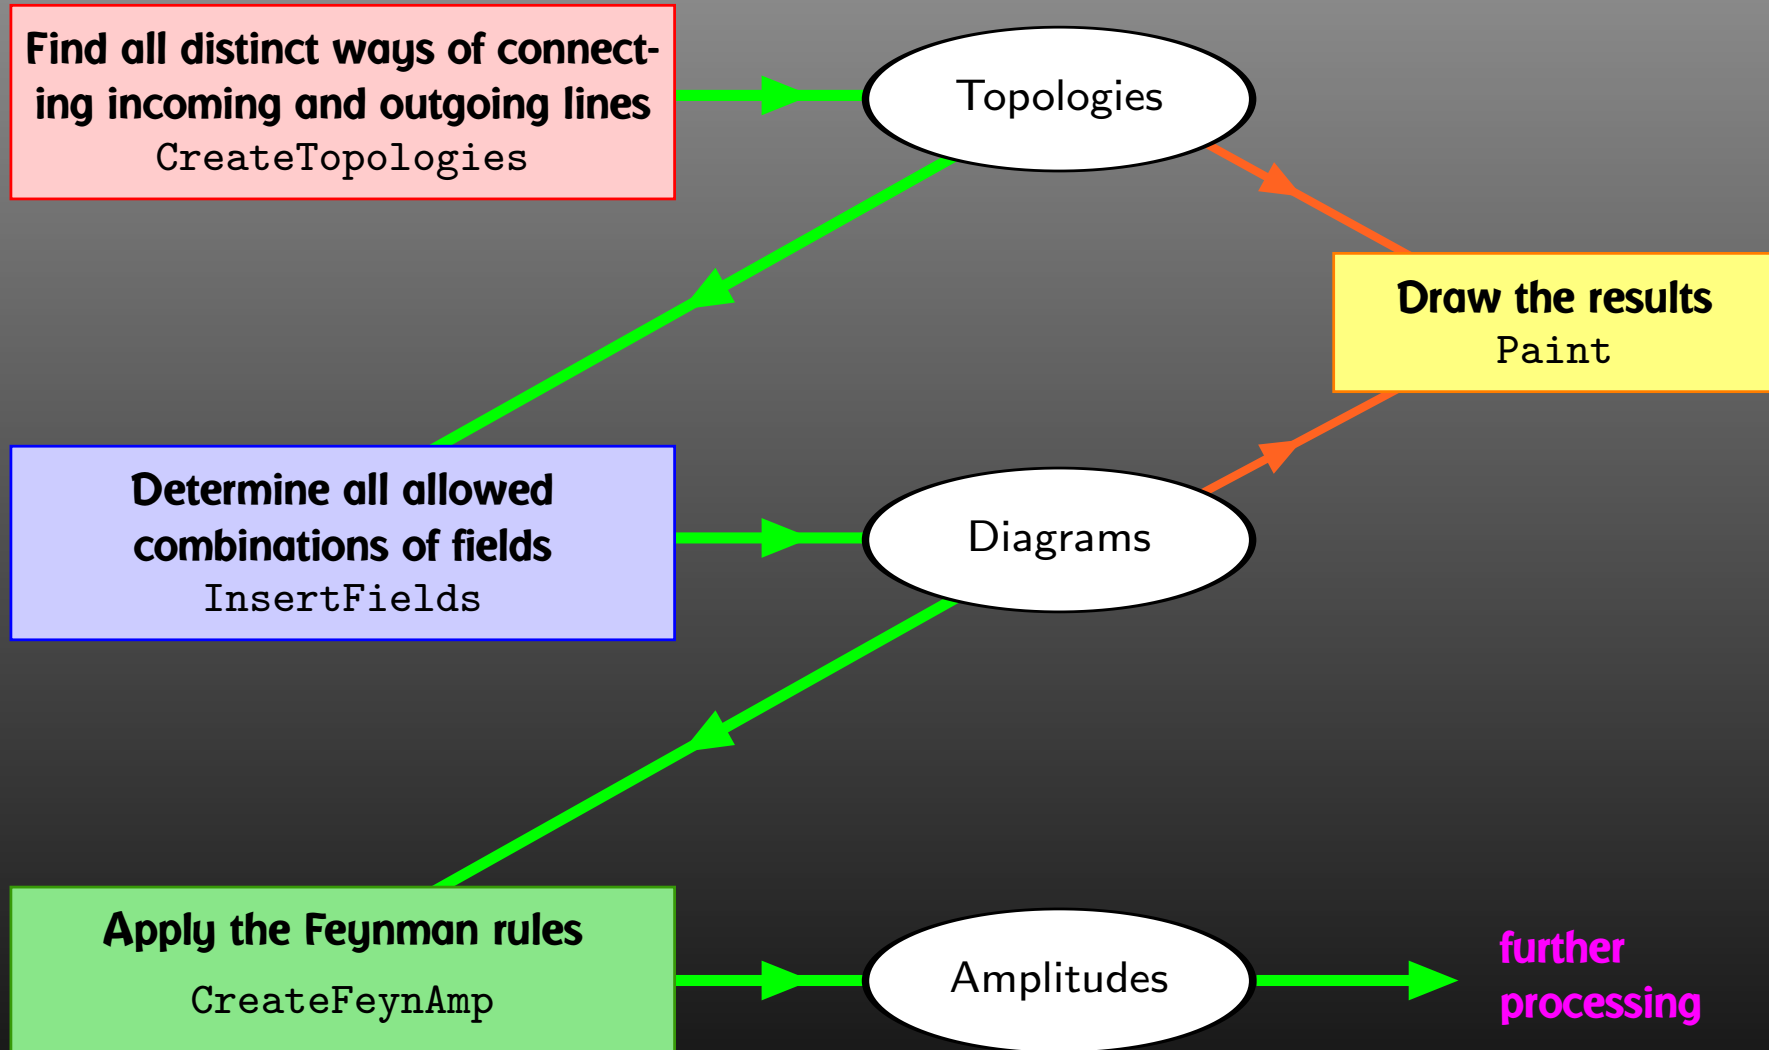 Find all distinct ways of connect-
ing incoming and outgoing lines
CreateTopologies
Topologies
Draw the results
Paint
Determine all allowed
combinations of fields
InsertFields
Diagrams
Apply the Feynman rules
CreateFeynAmp
Amplitudes
further
processing